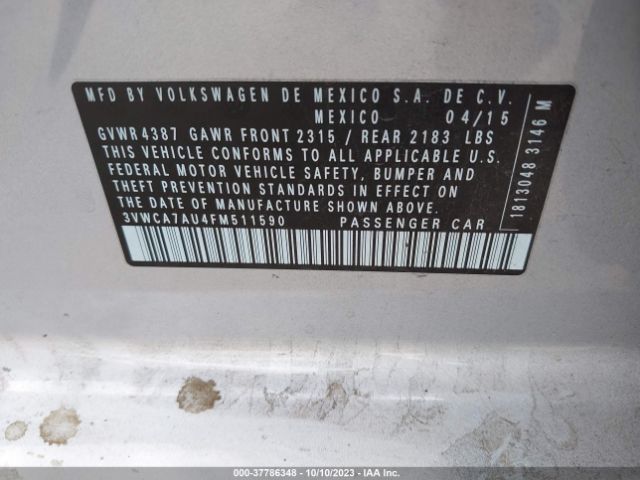 MFD BY VOLKSWAGEN DE MEXICO S.A. DE C.V.
MEXICO 04/15
GVWR 4387 GAWR FRONT 2315 / REAR 2183 LBS
THIS VEHICLE CONFORMS TO ALL APPLICABLE U.S.
FEDERAL MOTOR VEHICLE SAFETY, BUMPER AND
THEFT PREVENTION STANDARDS IN EFFECT ON
THE DATE OF MANUFACTURE SHOWN ABOVE.
3VWCA7AU4FM511590 PASSENGER CAR
1813048 3146 M
000-37786348 | 10/10/2023 | IAA Inc.